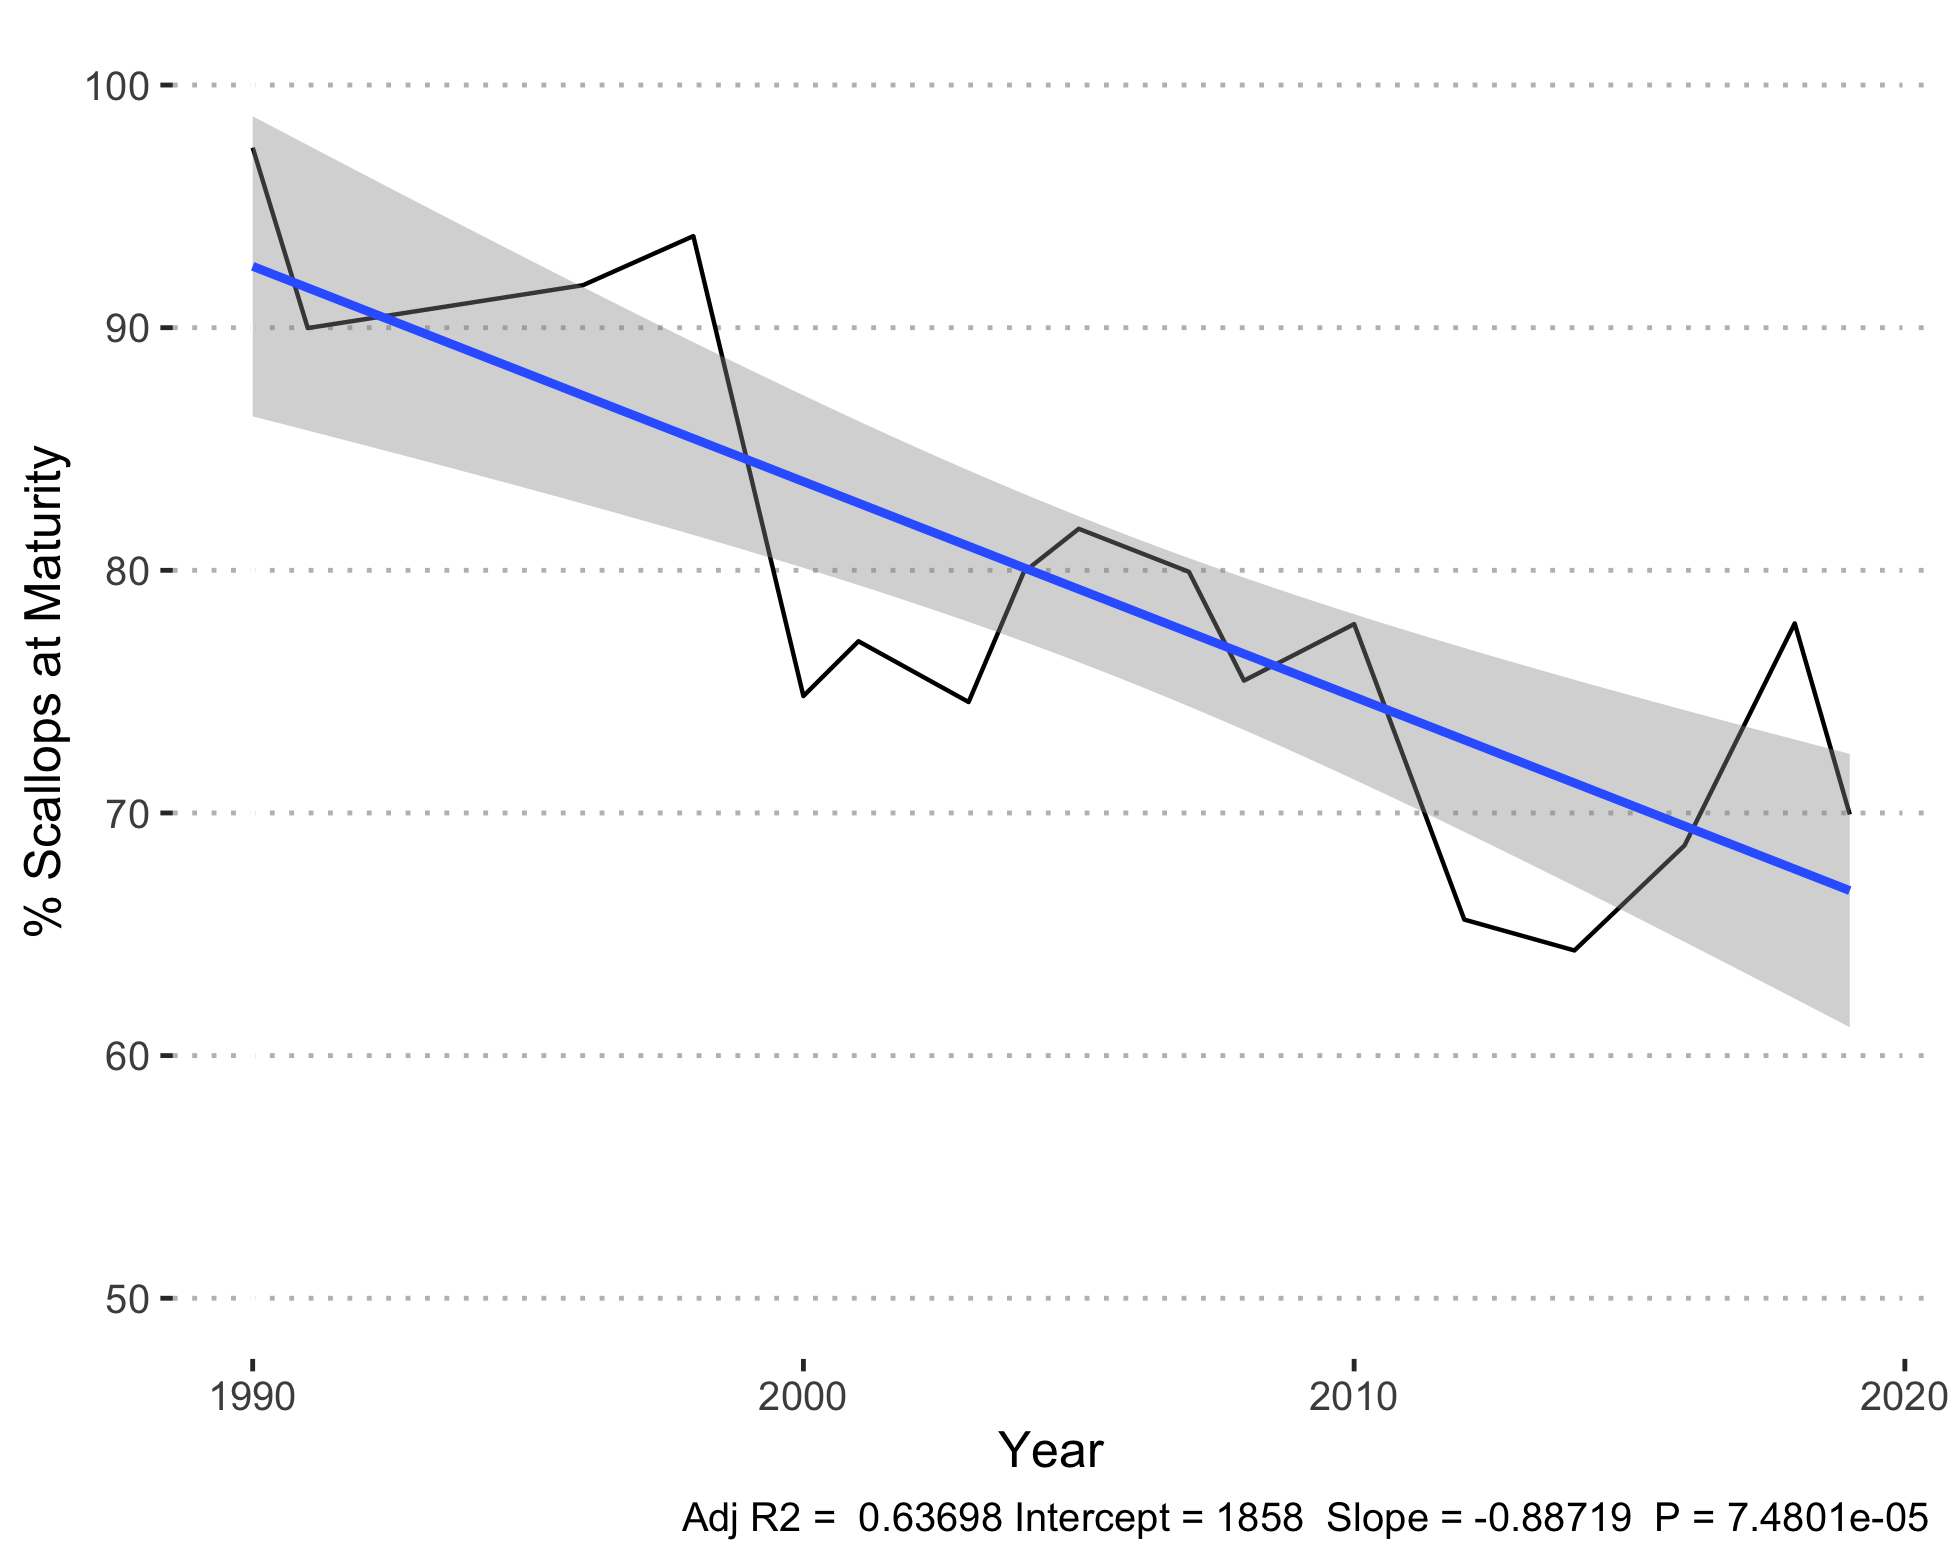 100
90
80
70
60
50
% Scallops at Maturity
1990 2000 2010 2020
Year
Adj R2 =  0.63698 Intercept = 1858  Slope = -0.88719  P = 7.4801e-05